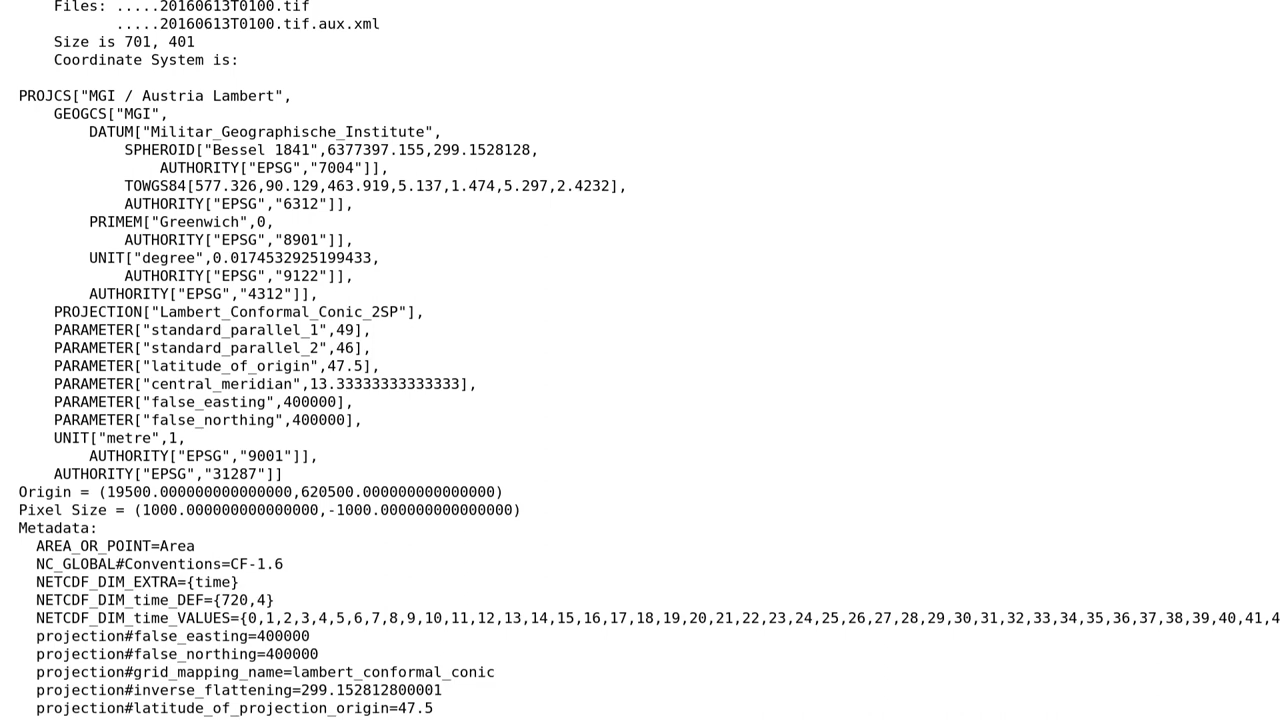 Files: .....20160613T0100.tif
.....20160613T0100.tif.aux.xml
Size is 701, 401
Coordinate System is:
PROJCS["MGI / Austria Lambert",
GEOGCS["MGI",
DATUM["Militar_Geographische_Institute",
SPHEROID["Bessel 1841",6377397.155,299.1528128,
AUTHORITY["EPSG","7004"]],
TOWGS84[577.326,90.129,463.919,5.137,1.474,5.297,2.4232],
AUTHORITY["EPSG","6312"]],
PRIMEM["Greenwich",0,
AUTHORITY["EPSG","8901"]],
UNIT["degree",0.0174532925199433,
AUTHORITY["EPSG","9122"]],
AUTHORITY["EPSG","4312"]],
PROJECTION["Lambert_Conformal_Conic_2SP"],
PARAMETER["standard_parallel_1",49],
PARAMETER["standard_parallel_2",46],
PARAMETER["latitude_of_origin",47.5],
PARAMETER["central_meridian",13.33333333333333],
PARAMETER["false_easting",400000],
PARAMETER["false_northing",400000],
UNIT["metre",1,
AUTHORITY["EPSG","9001"]],
AUTHORITY["EPSG","31287"]]
Origin = (19500.000000000000000,620500.000000000000000)
Pixel Size = (1000.000000000000000,-1000.000000000000000)
Metadata:
AREA_OR_POINT=Area
NC_GLOBAL#Conventions=CF-1.6
NETCDF_DIM_EXTRA={time}
NETCDF_DIM_time_DEF={720,4}
NETCDF_DIM_time_VALUES={0,1,2,3,4,5,6,7,8,9,10,11,12,13,14,15,16,17,18,19,20,21,22,23,24,25,26,27,28,29,30,31,32,33,34,35,36,37,38,39,40,41,4
projection#false_easting=400000
projection#false_northing=400000
projection#grid_mapping_name=lambert_conformal_conic
projection#inverse_flattening=299.152812800001
projection#latitude_of_projection_origin=47.5